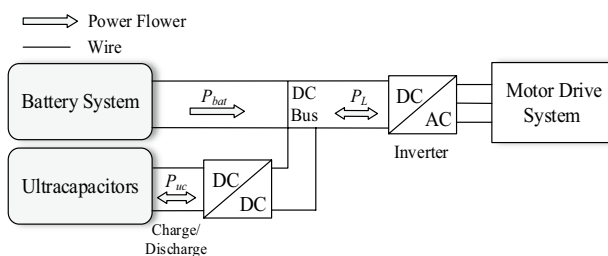 Power Flower
Wire
Battery System
P_bat
DC
Bus
P_L
DC
AC
Inverter
Motor Drive
System
Ultracapacitors
P_uc
DC
DC
Charge/
Discharge